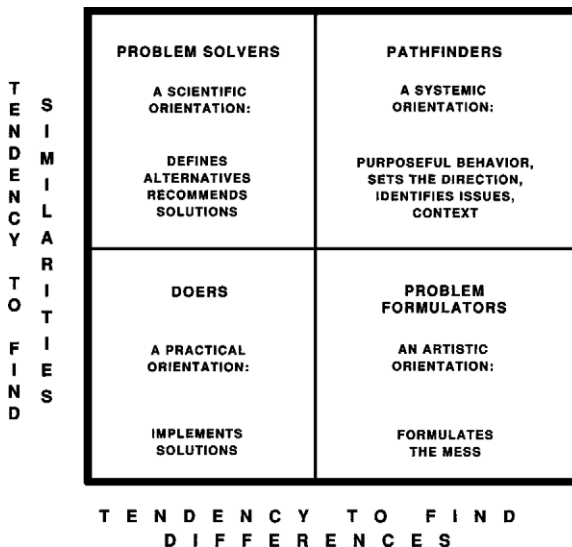 TENDENCY TO FIND
SIMILARITIES
PROBLEM SOLVERS
A SCIENTIFIC
ORIENTATION:
DEFINES
ALTERNATIVES
RECOMMENDS
SOLUTIONS
PATHFINDERS
A SYSTEMIC
ORIENTATION:
PURPOSEFUL BEHAVIOR,
SETS THE DIRECTION,
IDENTIFIES ISSUES,
CONTEXT
DOERS
A PRACTICAL
ORIENTATION:
IMPLEMENTS
SOLUTIONS
PROBLEM
FORMULATORS
AN ARTISTIC
ORIENTATION:
FORMULATES
THE MESS
TENDENCY TO FIND
DIFFERENCES